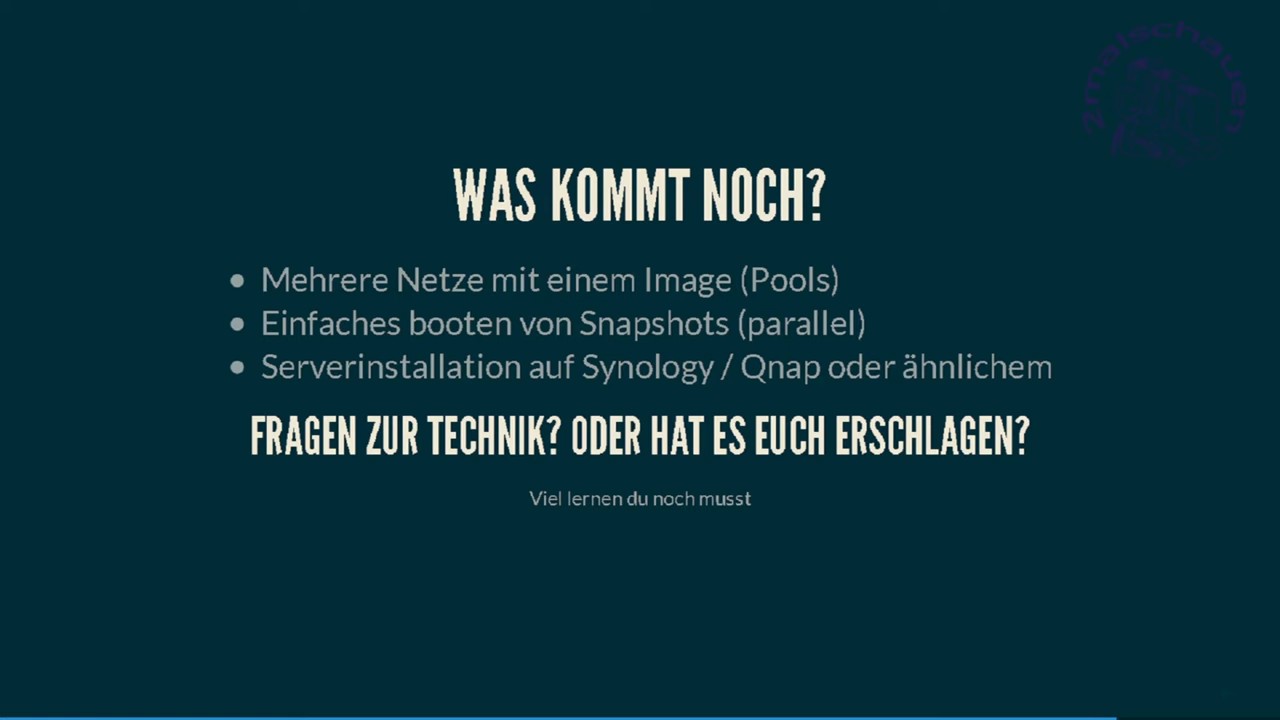 2malschauen
WAS KOMMT NOCH?
Mehrere Netze mit einem Image (Pools)
Einfaches booten von Snapshots (parallel)
Serverinstallation auf Synology / Qnap oder ähnlichem
FRAGEN ZUR TECHNIK? ODER HAT ES EUCH ERSCHLAGEN?
Viel lernen du noch musst